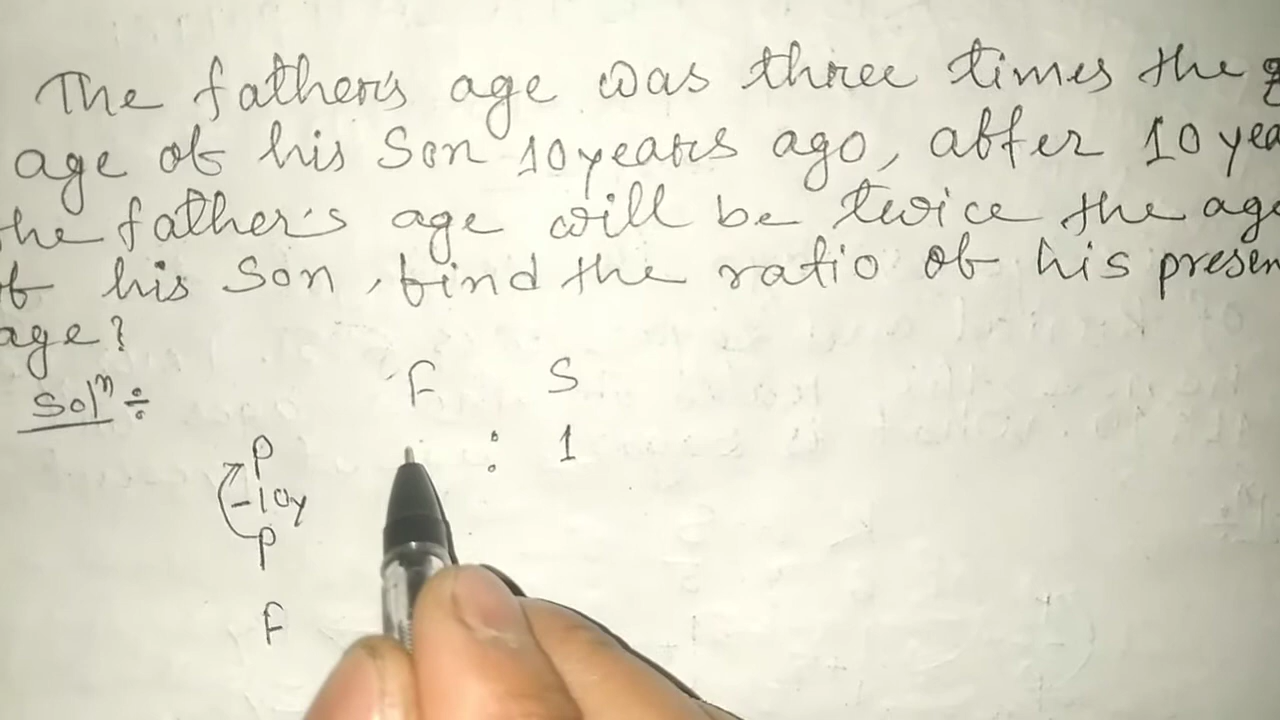 The father's age was three times the
age of his Son 10 years ago, after 10 yea
the father's age will be twice the age
of his Son, find the ratio of his presen
age?
Solⁿ ÷
F S
P : 1
-10y
P
F